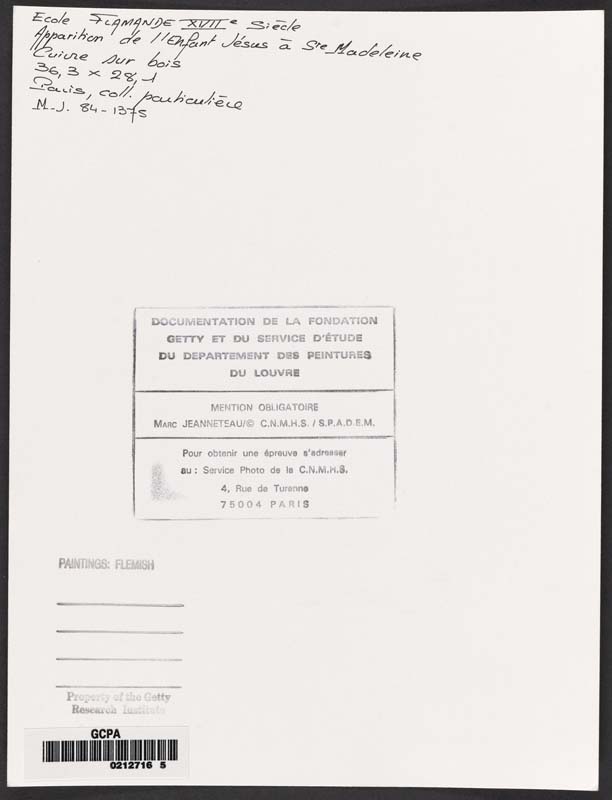 Ecole FLAMANDE XVIIe Siècle
Apparition de l'Enfant Jésus à Ste Madeleine
Cuivre sur bois
36,3 x 28,1
Paris, coll. particulière
M.J. 84-1375
DOCUMENTATION DE LA FONDATION
GETTY ET DU SERVICE D'ÉTUDE
DU DEPARTEMENT DES PEINTURES
DU LOUVRE
MENTION OBLIGATOIRE
MARC JEANNETEAU/© C.N.M.H.S. / S.P.A.D.E.M.
Pour obtenir une épreuve s'adresser
au : Service Photo de la C.N.M.H.S.
4, Rue de Turenne
75004 PARIS
PAINTINGS: FLEMISH
Property of the Getty
Research Institute
GCPA
0212716 5